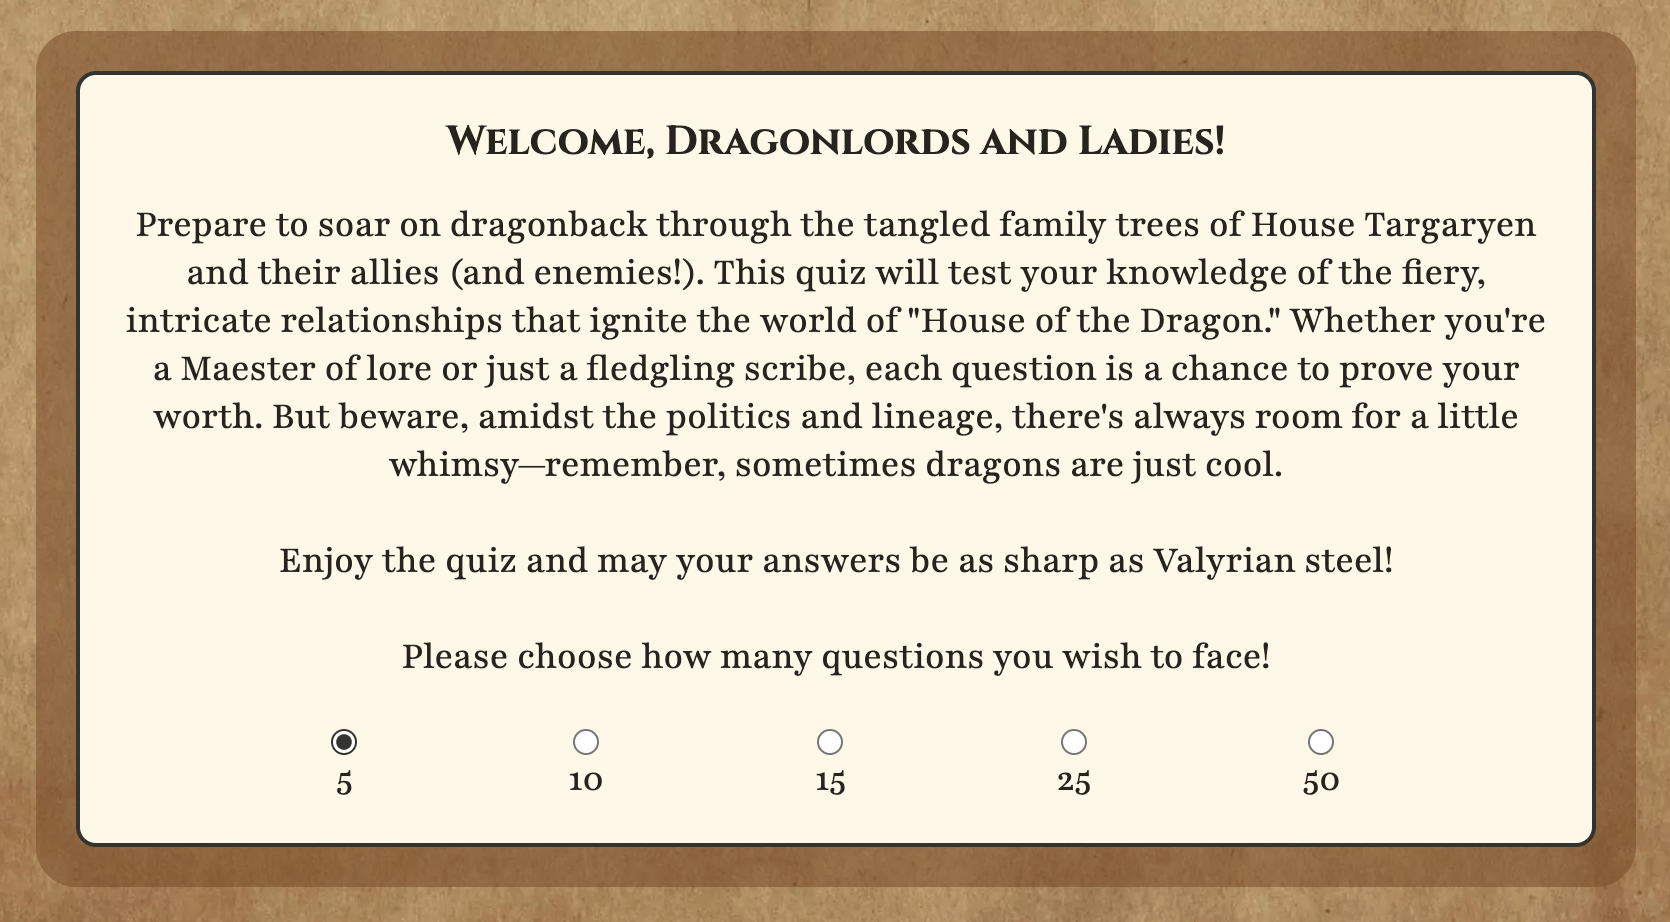 Welcome, Dragonlords and Ladies!
Prepare to soar on dragonback through the tangled family trees of House Targaryen
and their allies (and enemies!). This quiz will test your knowledge of the fiery,
intricate relationships that ignite the world of "House of the Dragon." Whether you're
a Maester of lore or just a fledgling scribe, each question is a chance to prove your
worth. But beware, amidst the politics and lineage, there's always room for a little
whimsy—remember, sometimes dragons are just cool.
Enjoy the quiz and may your answers be as sharp as Valyrian steel!
Please choose how many questions you wish to face!
5 10 15 25 50